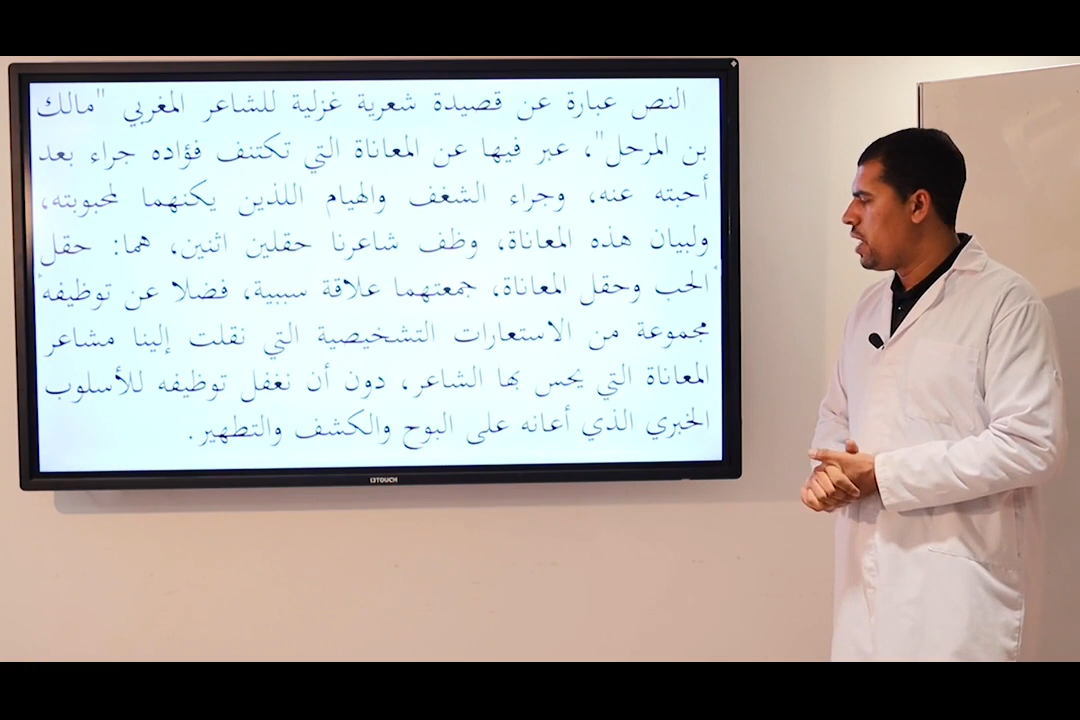 النص عبارة عن قصيدة شعرية غزلية للشاعر المغربي "مالك
بن المرحل"، عبر فيها عن المعاناة التي تكتنف فؤاده جراء بعد
أحبته عنه، وجراء الشغف والهيام اللذين يكنهما لمحبوبته،
ولبيان هذه المعاناة، وظف شاعرنا حقلين اثنين، هما: حقل
الحب وحقل المعاناة، جمعتهما علاقة سببية، فضلا عن توظيفه
مجموعة من الاستعارات التشخيصية التي نقلت إلينا مشاعر
المعاناة التي يحس بها الشاعر، دون أن نغفل توظيفه للأسلوب
الخبري الذي أعانه على البوح والكشف والتطهير.
i3TOUCH